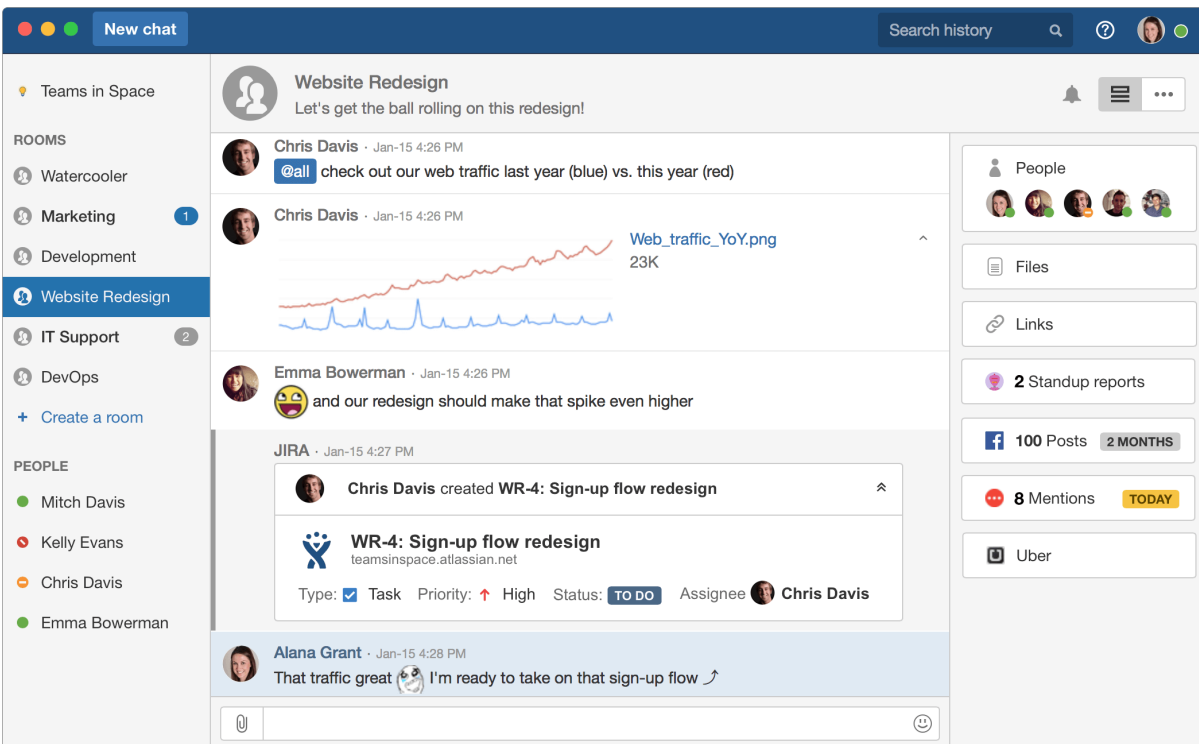 New chat
Search history
Teams in Space
ROOMS
Watercooler
Marketing 1
Development
Website Redesign
IT Support 2
DevOps
+ Create a room
PEOPLE
Mitch Davis
Kelly Evans
Chris Davis
Emma Bowerman
Website Redesign
Let's get the ball rolling on this redesign!
Chris Davis · Jan-15 4:26 PM
@all check out our web traffic last year (blue) vs. this year (red)
Chris Davis · Jan-15 4:26 PM
Web_traffic_YoY.png
23K
Emma Bowerman · Jan-15 4:26 PM
and our redesign should make that spike even higher
JIRA · Jan-15 4:27 PM
Chris Davis created WR-4: Sign-up flow redesign
WR-4: Sign-up flow redesign
teamsinspace.atlassian.net
Type: Task Priority: High Status: TO DO Assignee Chris Davis
Alana Grant · Jan-15 4:28 PM
That traffic great I'm ready to take on that sign-up flow
People
Files
Links
2 Standup reports
100 Posts 2 MONTHS
8 Mentions TODAY
Uber